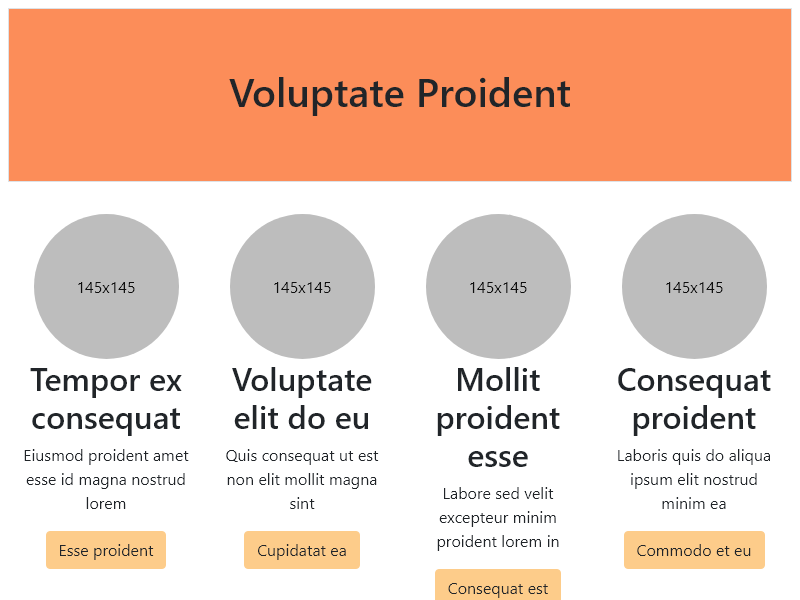 Voluptate Proident
145x145
Tempor ex
consequat
Eiusmod proident amet
esse id magna nostrud
lorem
Esse proident
145x145
Voluptate
elit do eu
Quis consequat ut est
non elit mollit magna
sint
Cupidatat ea
145x145
Mollit
proident
esse
Labore sed velit
excepteur minim
proident lorem in
Consequat est
145x145
Consequat
proident
Laboris quis do aliqua
ipsum elit nostrud
minim ea
Commodo et eu